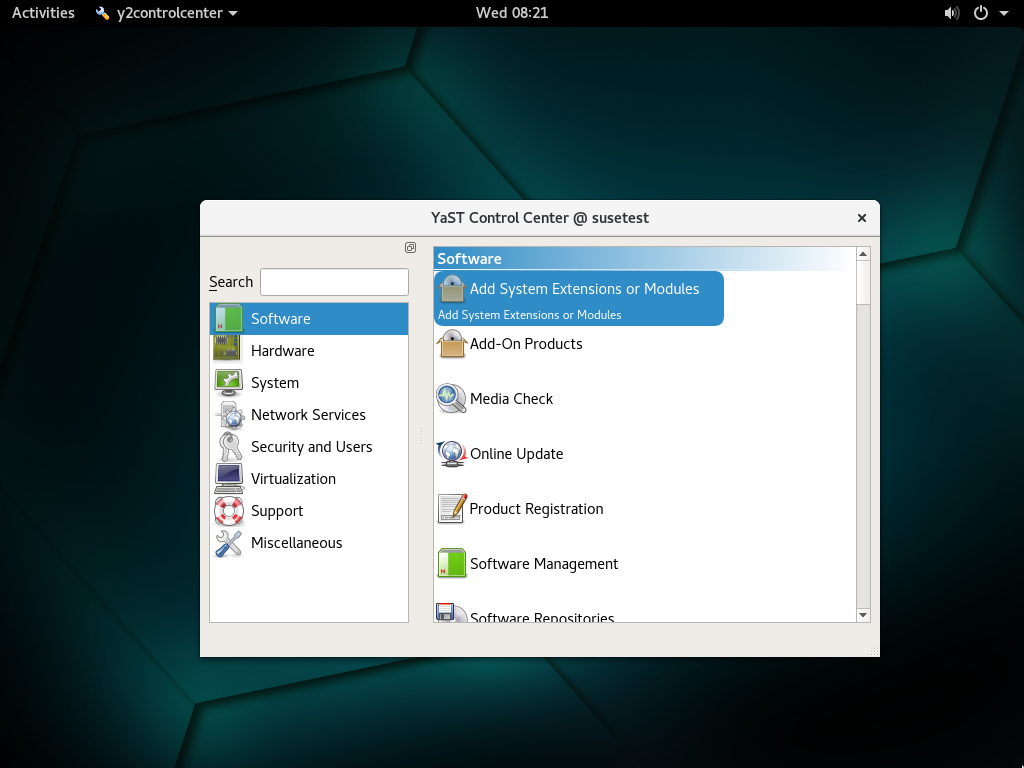 Activities y2controlcenter Wed 08:21
YaST Control Center @ susetest
Search
Software
Hardware
System
Network Services
Security and Users
Virtualization
Support
Miscellaneous
Software
Add System Extensions or Modules
Add System Extensions or Modules
Add-On Products
Media Check
Online Update
Product Registration
Software Management
Software Repositories